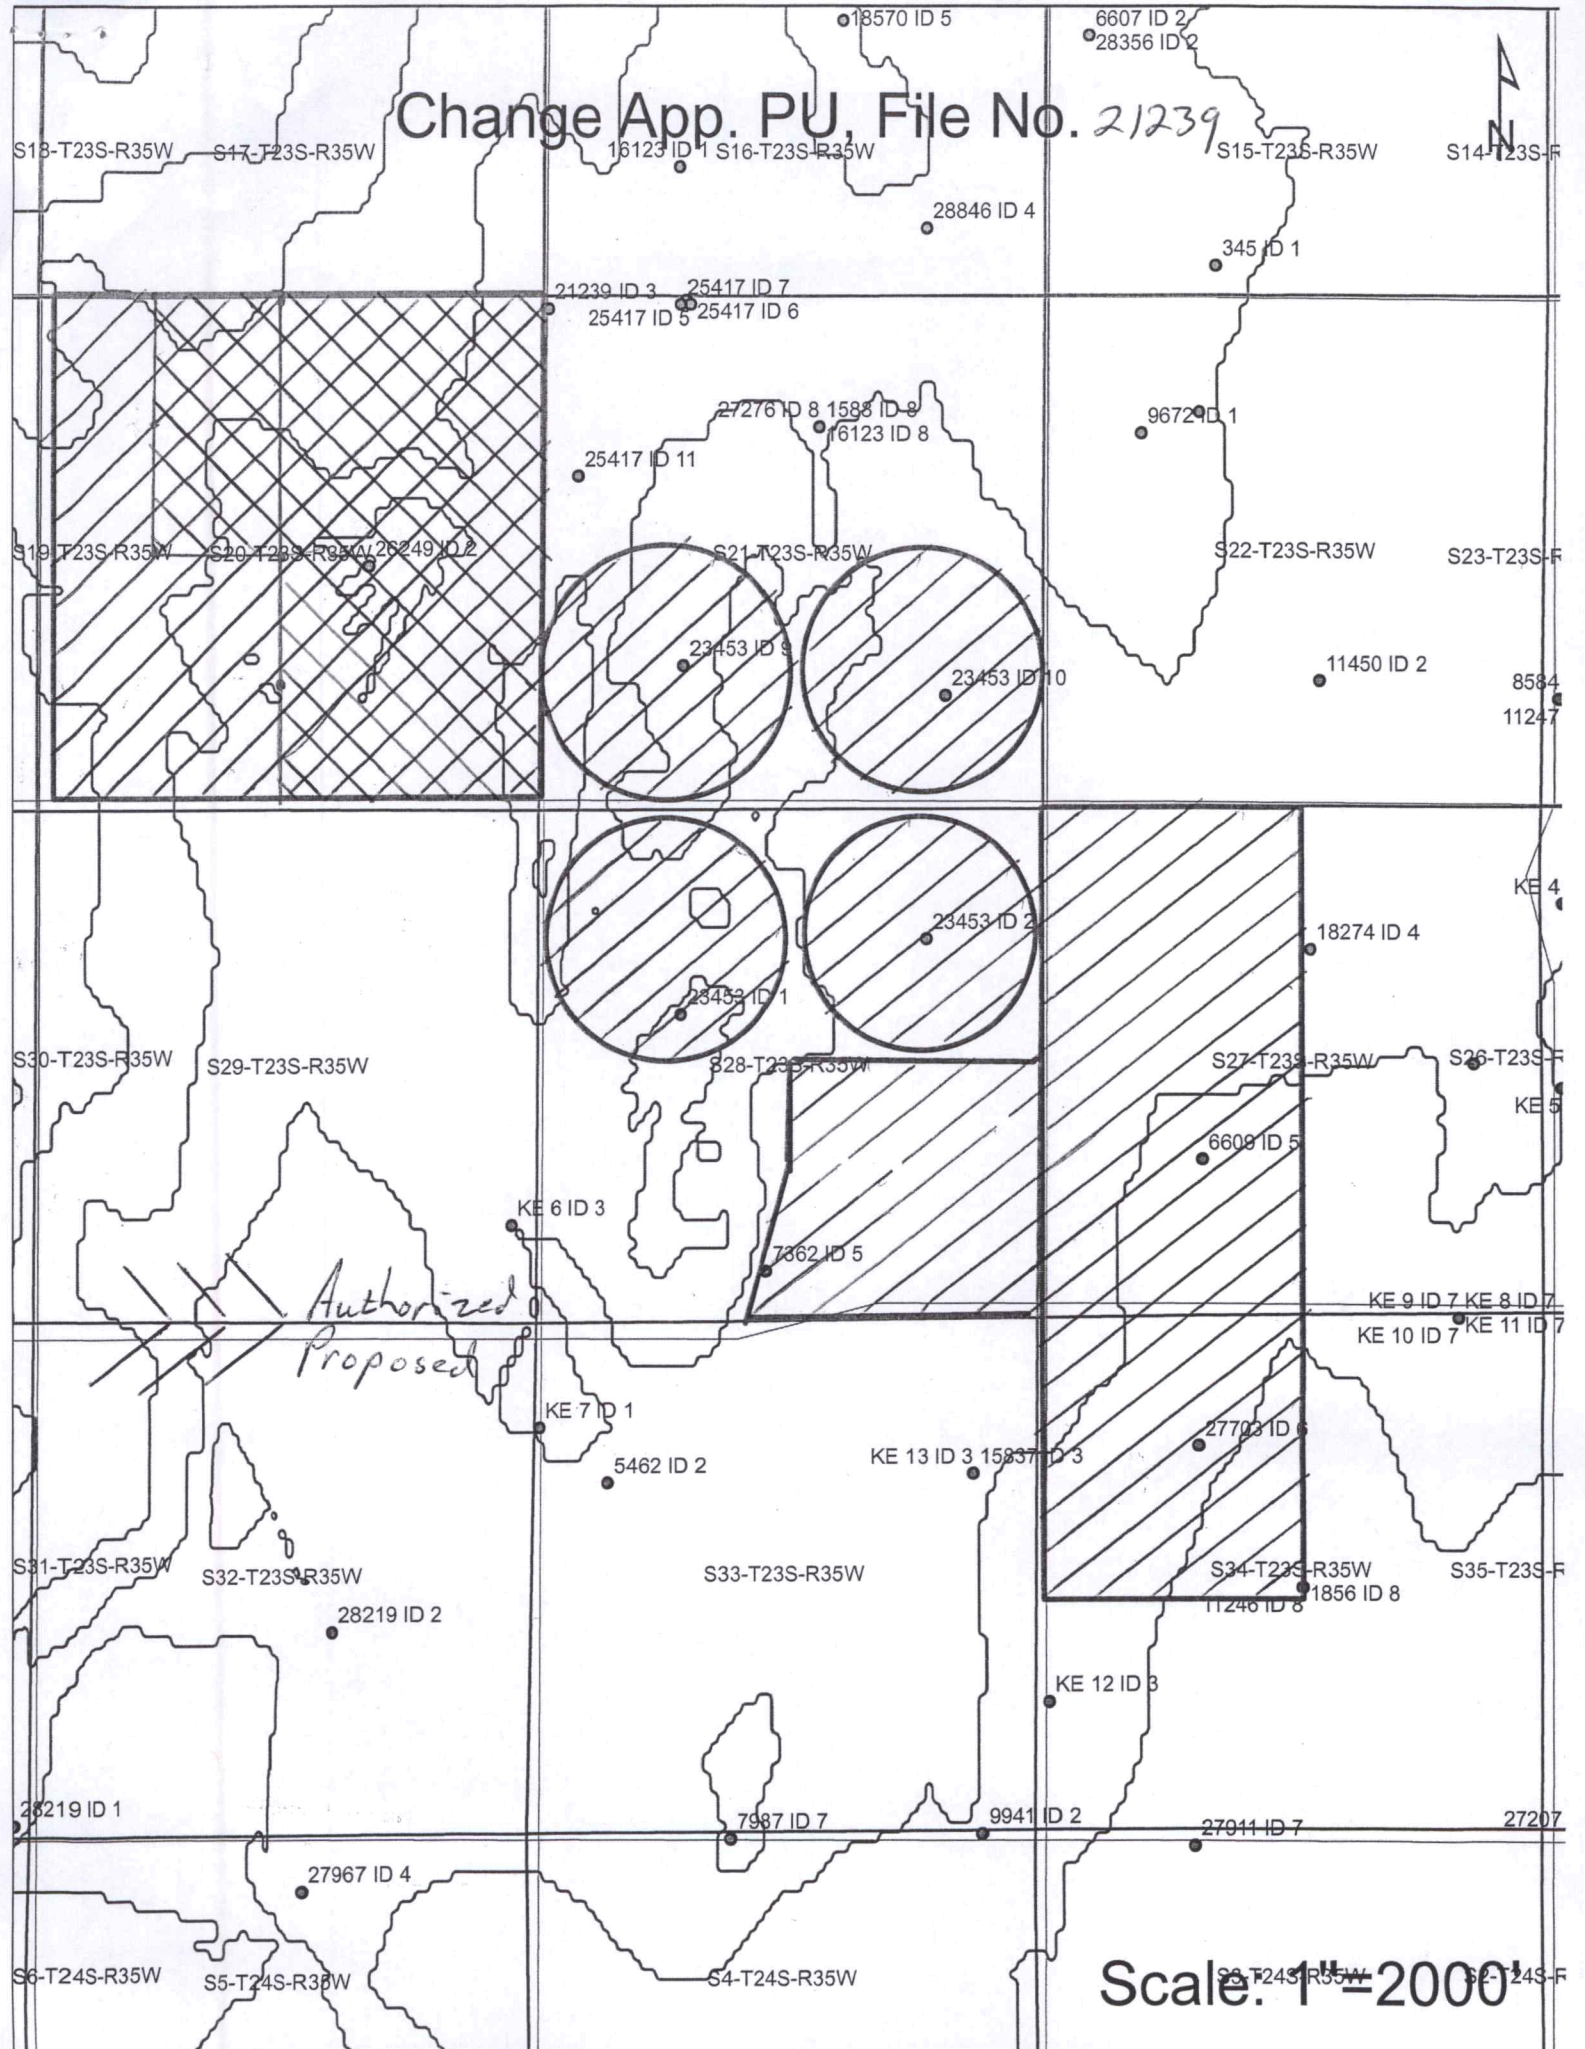 18570 ID 5
6607 ID 2
28356 ID 2
Change App. PU, File No. 21239
N
S18-T23S-R35W
S17-T23S-R35W
16123 ID 1
S16-T23S-R35W
S15-T23S-R35W
S14-T23S-R
28846 ID 4
345 ID 1
21239 ID 3
25417 ID 7
25417 ID 5
25417 ID 6
27276 ID 8 1588 ID 8
16123 ID 8
9672 ID 1
25417 ID 11
S19-T23S-R35W
S20-T23S-R35W
26249 ID 2
S21-T23S-R35W
S22-T23S-R35W
S23-T23S-R
23453 ID 9
23453 ID 10
11450 ID 2
8584
11247
KE 4
23453 ID 2
18274 ID 4
23453 ID 1
S30-T23S-R35W
S29-T23S-R35W
S28-T23S-R35W
S27-T23S-R35W
S26-T23S-R
KE 5
6609 ID 5
KE 6 ID 3
7362 ID 5
Authorized
Proposed
KE 9 ID 7 KE 8 ID 7
KE 10 ID 7 KE 11 ID 7
KE 7 ID 1
27703 ID 6
KE 13 ID 3 15837 ID 3
5462 ID 2
S31-T23S-R35W
S32-T23S-R35W
S33-T23S-R35W
S34-T23S-R35W
S35-T23S-R
11246 ID 8
1856 ID 8
28219 ID 2
KE 12 ID 3
28219 ID 1
7987 ID 7
9941 ID 2
27911 ID 7
27207
27967 ID 4
S6-T24S-R35W
S5-T24S-R35W
S4-T24S-R35W
S3-T24S-R35W
S2-T24S-R
Scale: 1"=2000'